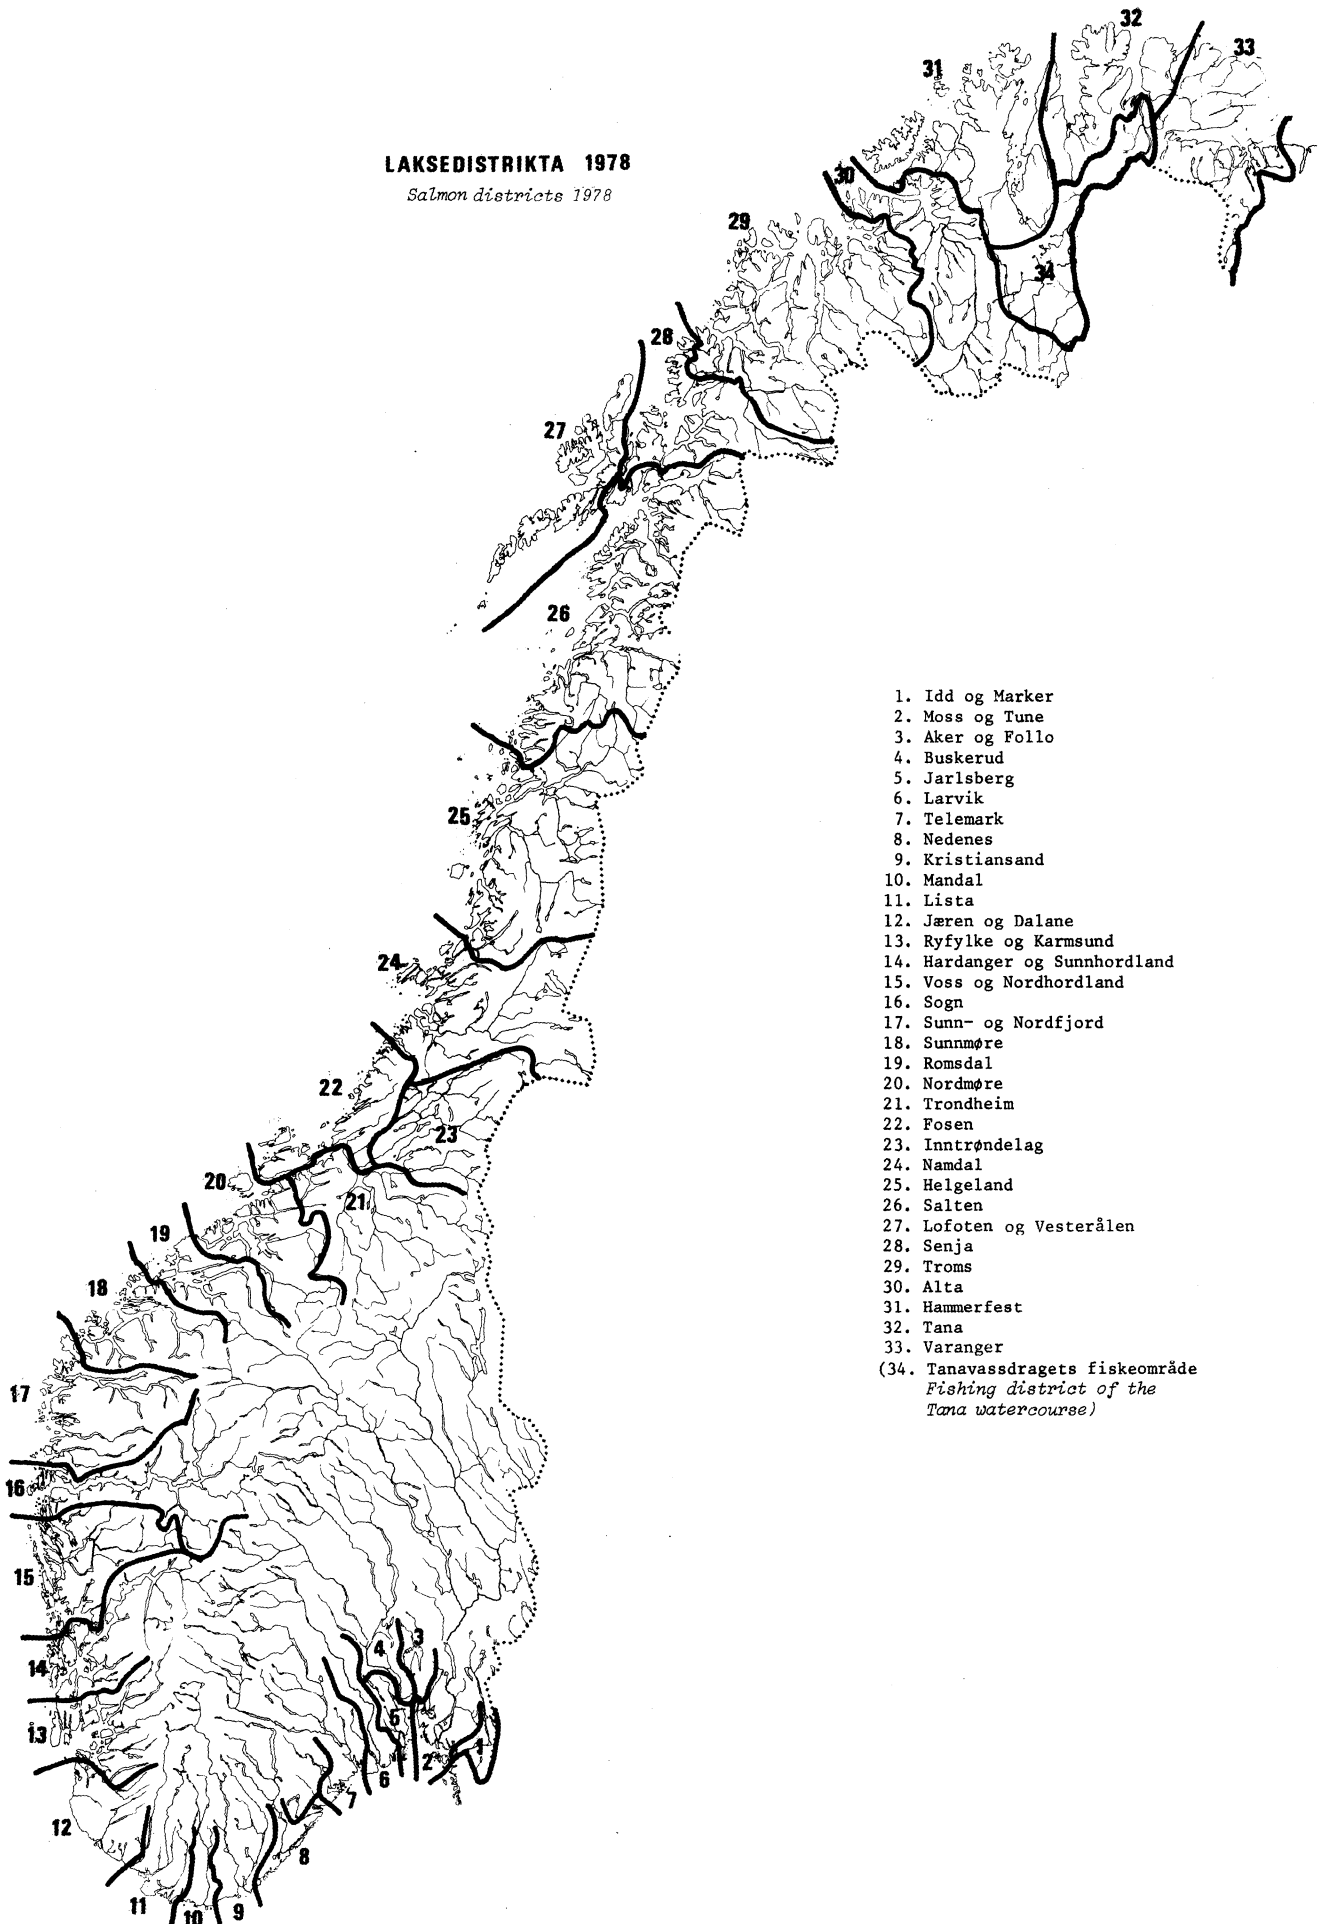 LAKSEDISTRIKTA 1978
Salmon districts 1978
32
33
31
30
29
34
28
27
26
25
24
22
23
20
21
19
18
17
16
15
14
13
12
11
10
9
8
7
6
5
4
3
2
1
1. Idd og Marker
2. Moss og Tune
3. Aker og Follo
4. Buskerud
5. Jarlsberg
6. Larvik
7. Telemark
8. Nedenes
9. Kristiansand
10. Mandal
11. Lista
12. Jæren og Dalane
13. Ryfylke og Karmsund
14. Hardanger og Sunnhordland
15. Voss og Nordhordland
16. Sogn
17. Sunn- og Nordfjord
18. Sunnmøre
19. Romsdal
20. Nordmøre
21. Trondheim
22. Fosen
23. Inntrøndelag
24. Namdal
25. Helgeland
26. Salten
27. Lofoten og Vesterålen
28. Senja
29. Troms
30. Alta
31. Hammerfest
32. Tana
33. Varanger
(34. Tanavassdragets fiskeområde
Fishing district of the
Tana watercourse)